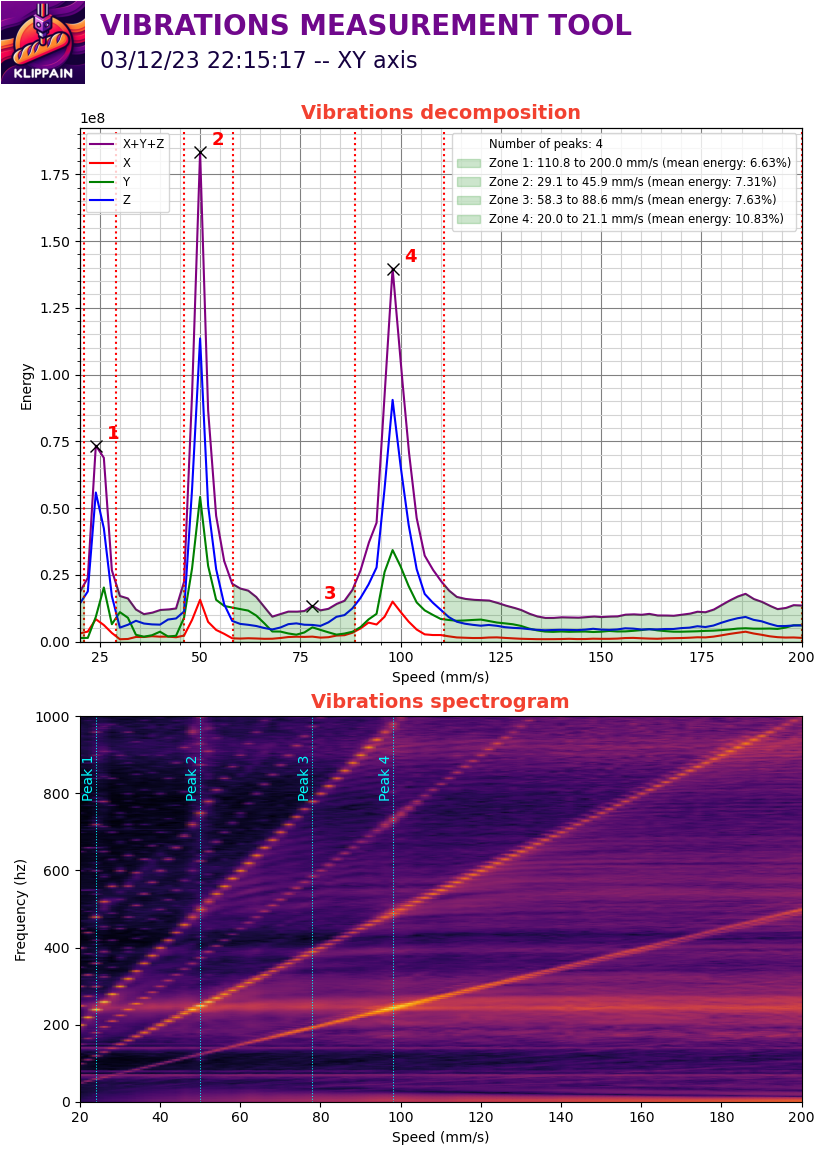 KLIPPAIN
VIBRATIONS MEASUREMENT TOOL
03/12/23 22:15:17 -- XY axis
Vibrations decomposition
1e8
X+Y+Z
X
Y
Z
Number of peaks: 4
Zone 1: 110.8 to 200.0 mm/s (mean energy: 6.63%)
Zone 2: 29.1 to 45.9 mm/s (mean energy: 7.31%)
Zone 3: 58.3 to 88.6 mm/s (mean energy: 7.63%)
Zone 4: 20.0 to 21.1 mm/s (mean energy: 10.83%)
1
2
3
4
Energy
1.75
1.50
1.25
1.00
0.75
0.50
0.25
0.00
25 50 75 100 125 150 175 200
Speed (mm/s)
Vibrations spectrogram
Peak 1
Peak 2
Peak 3
Peak 4
Frequency (hz)
1000
800
600
400
200
0
20 40 60 80 100 120 140 160 180 200
Speed (mm/s)